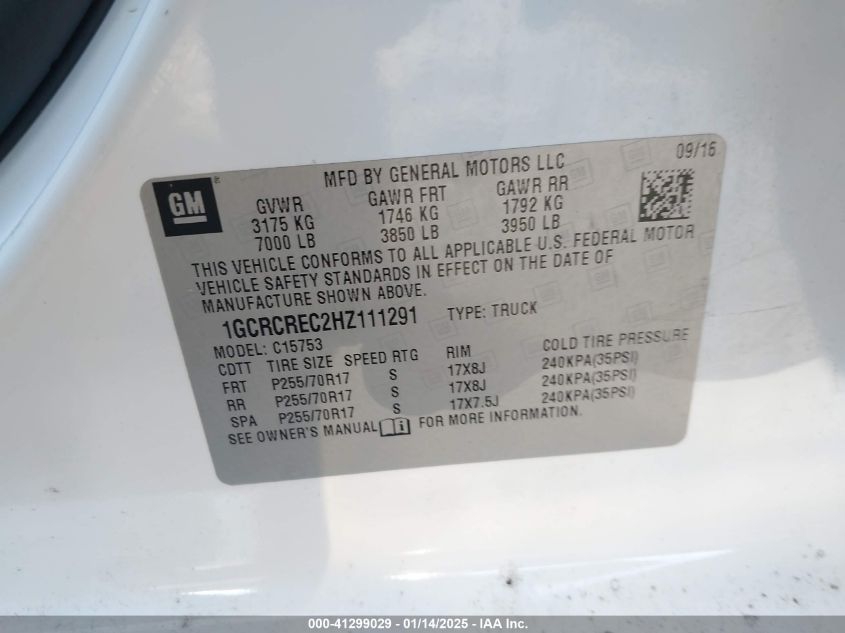 GM
MFD BY GENERAL MOTORS LLC 09/16
GVWR GAWR FRT GAWR RR
3175 KG 1746 KG 1792 KG
7000 LB 3850 LB 3950 LB
THIS VEHICLE CONFORMS TO ALL APPLICABLE U.S. FEDERAL MOTOR
VEHICLE SAFETY STANDARDS IN EFFECT ON THE DATE OF
MANUFACTURE SHOWN ABOVE.
1GCRCREC2HZ111291 TYPE: TRUCK
MODEL: C15753
CDTT TIRE SIZE SPEED RTG RIM COLD TIRE PRESSURE
FRT P255/70R17 S 17X8J 240KPA(35PSI)
RR P255/70R17 S 17X8J 240KPA(35PSI)
SPA P255/70R17 S 17X7.5J 240KPA(35PSI)
SEE OWNER'S MANUAL FOR MORE INFORMATION.
000-41299029 - 01/14/2025 - IAA Inc.